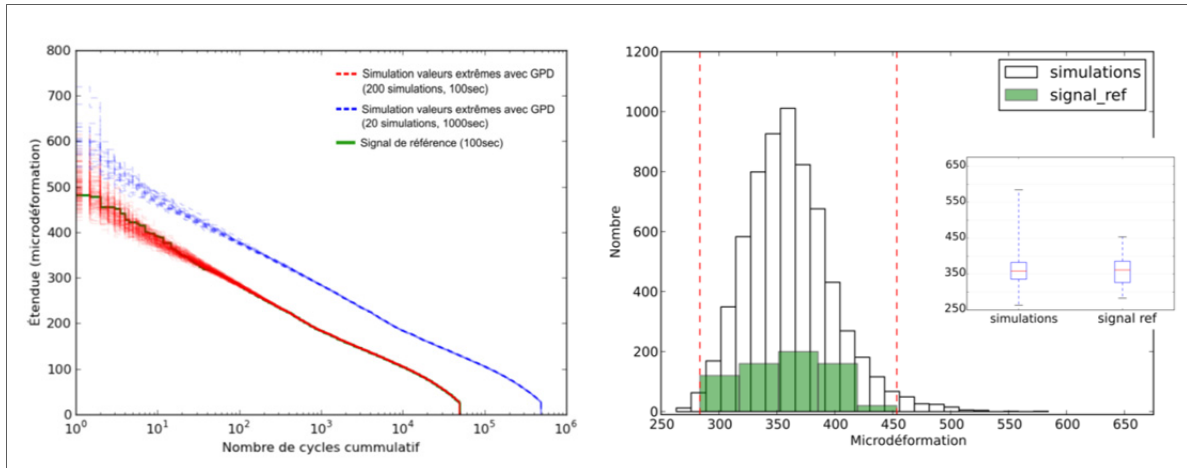 800
700
600
500
400
300
200
100
0
Étendue (microdéformation)
Simulation valeurs extrêmes avec GPD
(200 simulations, 100sec)
Simulation valeurs extrêmes avec GPD
(20 simulations, 1000sec)
Signal de référence (100sec)
10⁰ 10¹ 10² 10³ 10⁴ 10⁵ 10⁶
Nombre de cycles cummulatif
1200
1000
800
600
400
200
0
Nombre
simulations
signal_ref
650
550
450
350
250
simulations signal ref
250 300 350 400 450 500 550 600 650
Microdéformation